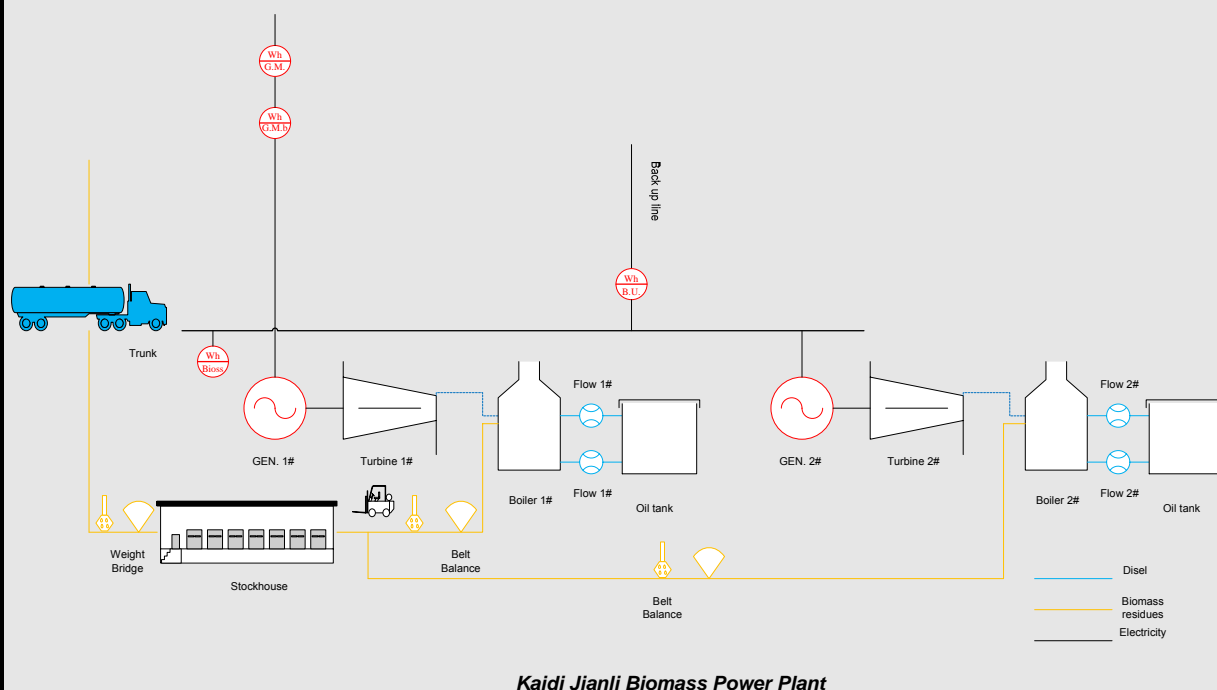 Wh
G.M.
Wh
G.M.b
Back up line
Wh
B.U.
Trunk
Wh
Bioss
Flow 1#
Flow 2#
GEN. 1#
Turbine 1#
GEN. 2#
Turbine 2#
Boiler 1#
Flow 1#
Oil tank
Boiler 2#
Flow 2#
Oil tank
Weight
Bridge
Belt
Balance
Stockhouse
Belt
Balance
Disel
Biomass
residues
Electricity
Kaidi Jianli Biomass Power Plant